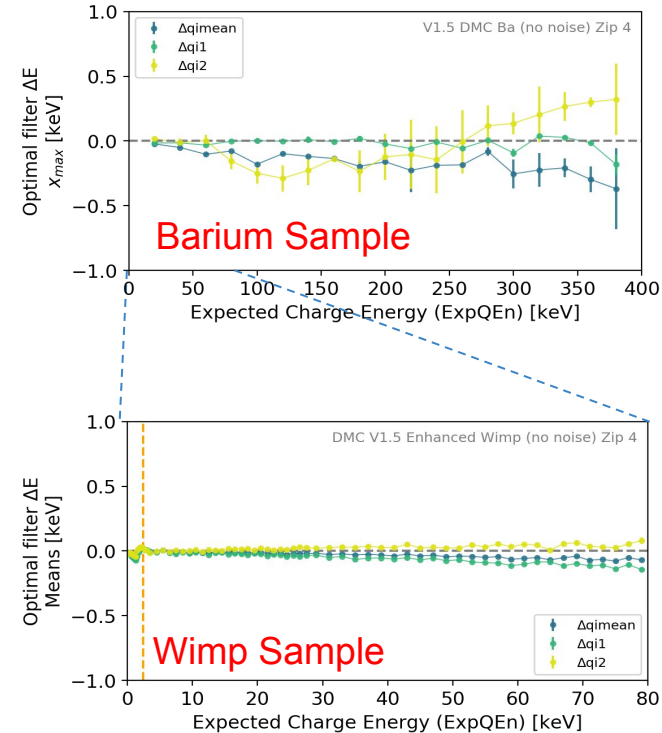 V1.5 DMC Ba (no noise) Zip 4
Δqimean
Δqi1
Δqi2
Optimal filter ΔE
x_max [keV]
1.0
0.5
0.0
−0.5
−1.0
Barium Sample
0 50 100 150 200 250 300 350 400
Expected Charge Energy (ExpQEn) [keV]
DMC V1.5 Enhanced Wimp (no noise) Zip 4
Optimal filter ΔE
Means [keV]
1.0
0.5
0.0
−0.5
−1.0
Wimp Sample
Δqimean
Δqi1
Δqi2
0 10 20 30 40 50 60 70 80
Expected Charge Energy (ExpQEn) [keV]